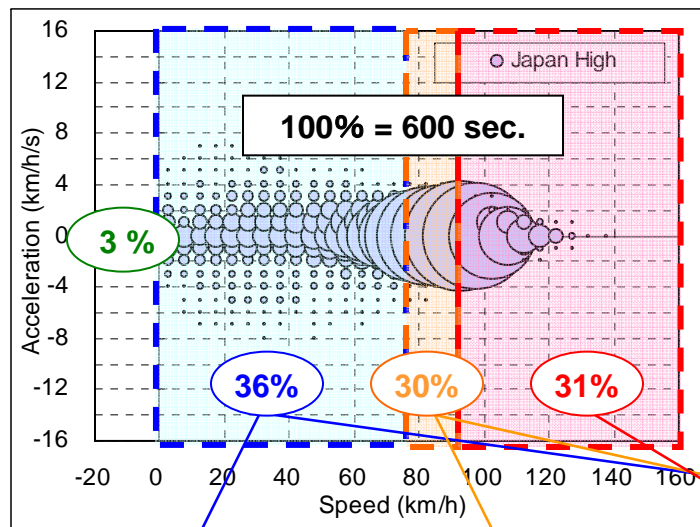 16
12
8
4
0
-4
-8
-12
-16
Acceleration (km/h/s)
Japan High
100% = 600 sec.
3 %
36%
30%
31%
-20 0 20 40 60 80 100 120 140 160
Speed (km/h)